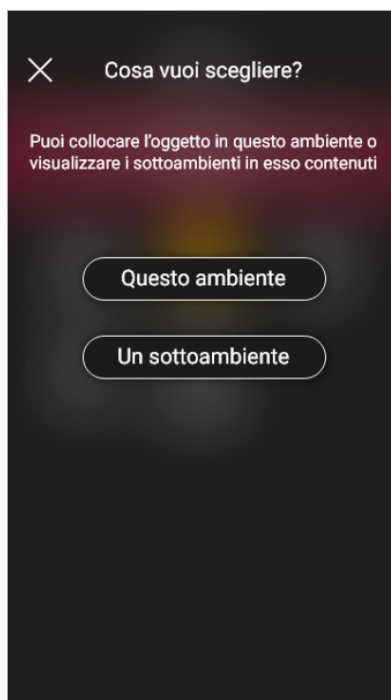 Cosa vuoi scegliere?
Puoi collocare l'oggetto in questo ambiente o
visualizzare i sottoambienti in esso contenuti
Questo ambiente
Un sottoambiente